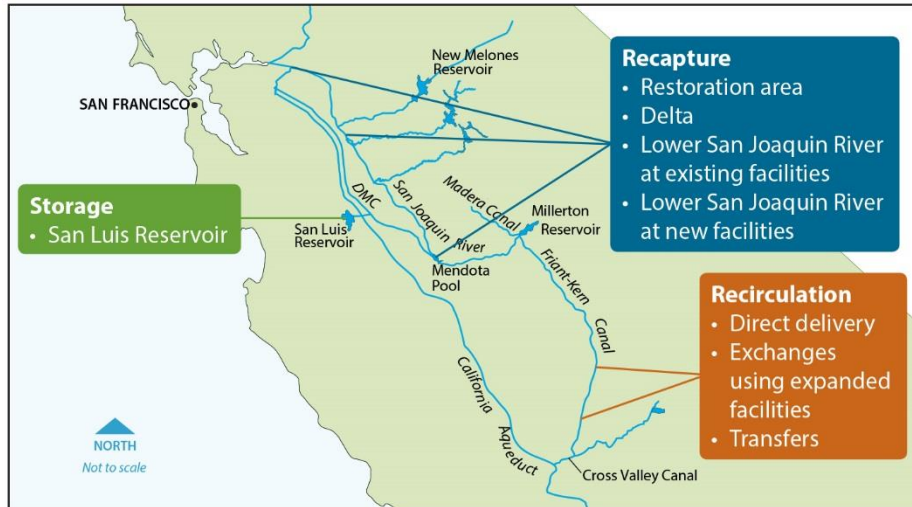 New Melones
Reservoir
SAN FRANCISCO
Recapture
• Restoration area
• Delta
• Lower San Joaquin River
at existing facilities
• Lower San Joaquin River
at new facilities
Storage
• San Luis Reservoir
DMC
San Luis
Reservoir
San Joaquin River
Madera Canal
Millerton
Reservoir
Mendota
Pool
Friant-Kern
Canal
Recirculation
• Direct delivery
• Exchanges
using expanded
facilities
• Transfers
California
Aqueduct
Cross Valley Canal
NORTH
Not to scale